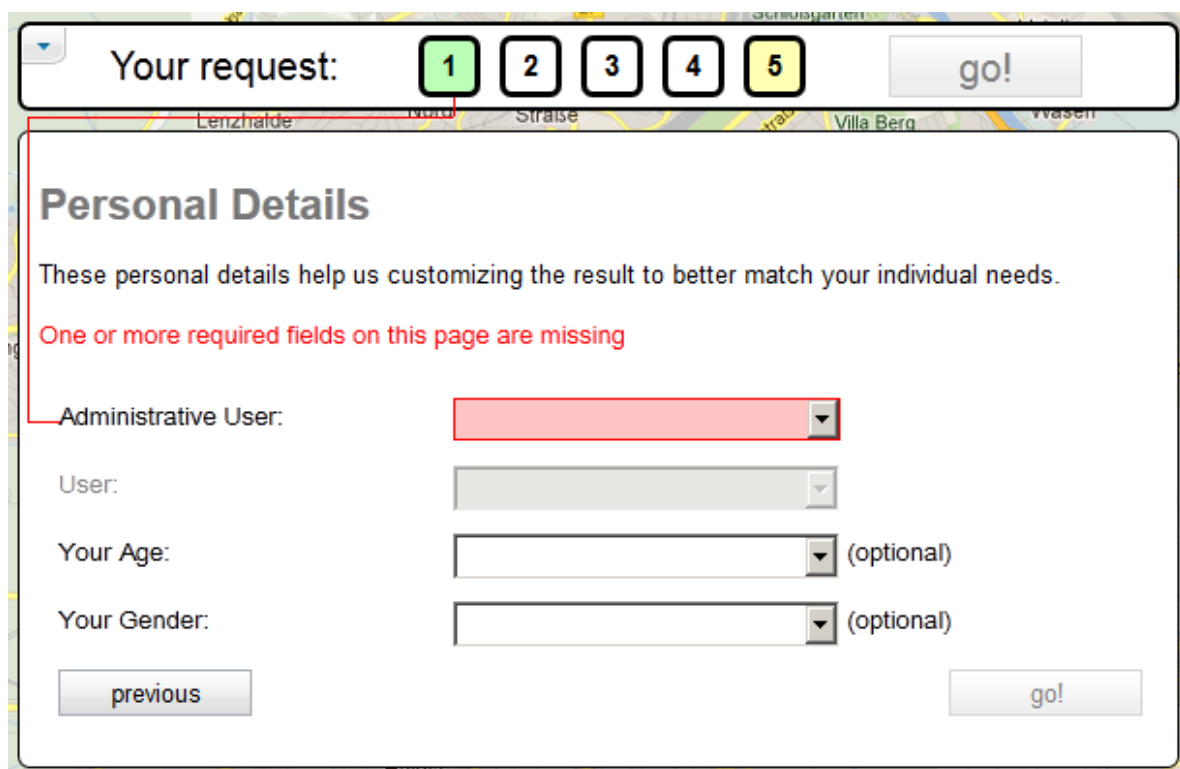 Schloßgarten
Your request: 1 2 3 4 5 go!
Lenzhalde Nord Straße Villa Berg Wasen
Personal Details
These personal details help us customizing the result to better match your individual needs.
One or more required fields on this page are missing
Administrative User:
User:
Your Age: (optional)
Your Gender: (optional)
previous go!